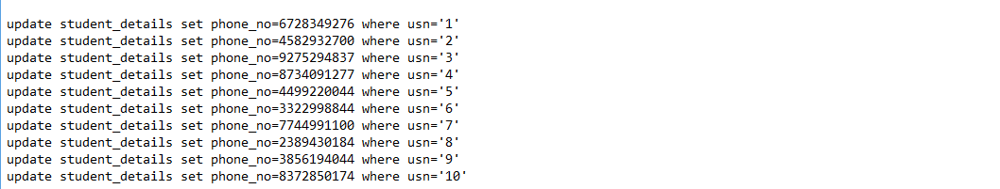 update student_details set phone_no=6728349276 where usn='1'
update student_details set phone_no=4582932700 where usn='2'
update student_details set phone_no=9275294837 where usn='3'
update student_details set phone_no=8734091277 where usn='4'
update student_details set phone_no=4499220044 where usn='5'
update student_details set phone_no=3322998844 where usn='6'
update student_details set phone_no=7744991100 where usn='7'
update student_details set phone_no=2389430184 where usn='8'
update student_details set phone_no=3856194044 where usn='9'
update student_details set phone_no=8372850174 where usn='10'